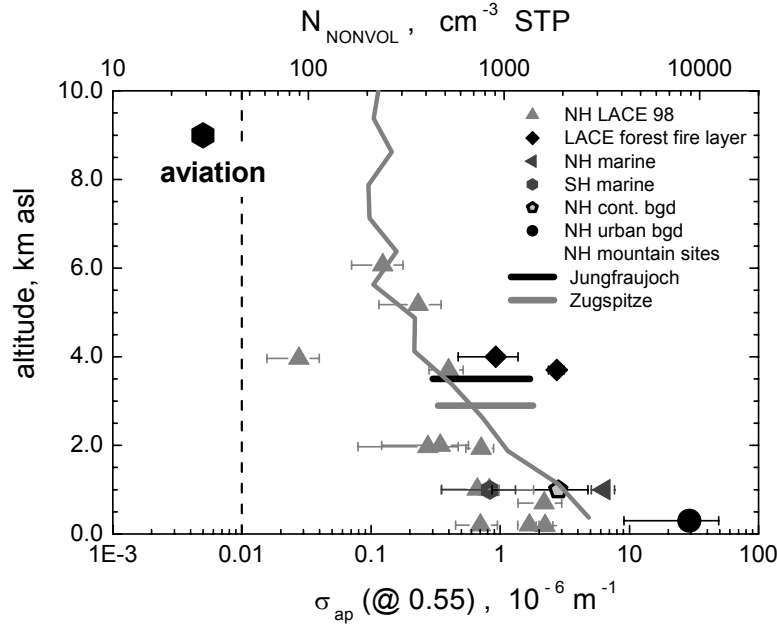 N_NONVOL , cm⁻³ STP
10 100 1000 10000
10.0
8.0
6.0
4.0
2.0
0.0
altitude, km asl
aviation
NH LACE 98
LACE forest fire layer
NH marine
SH marine
NH cont. bgd
NH urban bgd
NH mountain sites
Jungfraujoch
Zugspitze
1E-3 0.01 0.1 1 10 100
σ_ap (@ 0.55) , 10⁻⁶ m⁻¹